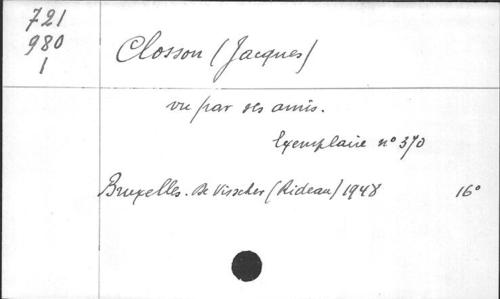 721
980
1
Closson (Jacques)
vu par ses amis.
Exemplaire n° 370
Bruxelles. De Visscher (Rideau) 1948 16°